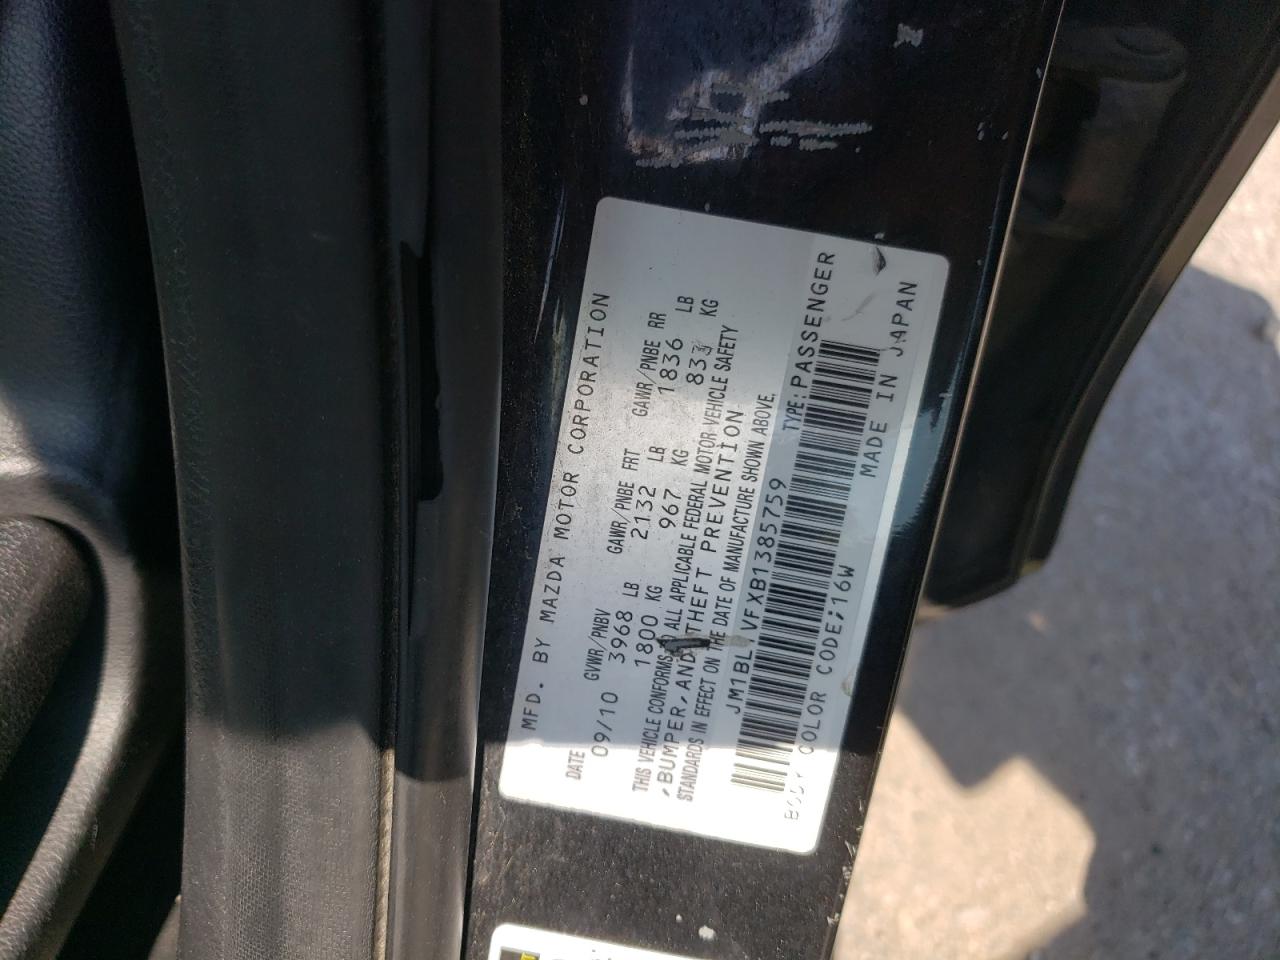 MFD. BY MAZDA MOTOR CORPORATION
DATE GVWR/PNBV GAWR/PNBE FRT GAWR/PNBE RR
09/10 3968 LB 2132 LB 1836 LB
1800 KG 967 KG 833 KG
THIS VEHICLE CONFORMS ALL APPLICABLE FEDERAL MOTOR VEHICLE SAFETY
,BUMPER,AND THEFT PREVENTION
STANDARDS IN EFFECT ON THE DATE OF MANUFACTURE SHOWN ABOVE.
TYPE:PASSENGER
MADE IN JAPAN
BODY COLOR CODE;16W